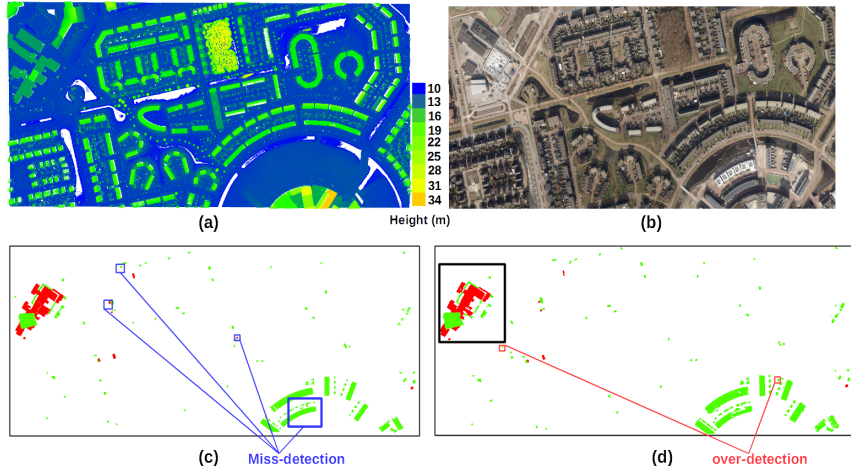 10
13
16
19
22
25
28
31
34
Height (m)
(a)
(b)
(c)
Miss-detection
(d)
over-detection